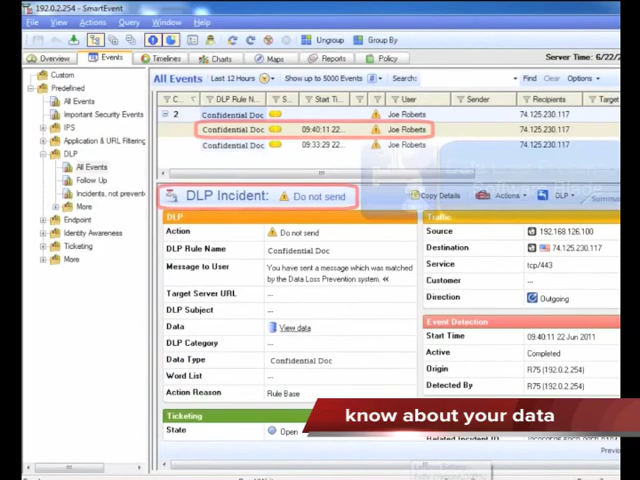 192.0.2.254 - SmartEvent
File View Actions Query Window Help
Ungroup Group By
Overview Events Timelines Charts Maps Reports Policy Server Time: 6/22/2
Custom
Predefined
All Events
Important Security Events
IPS
Application & URL Filtering
DLP
All Events
Follow Up
Incidents, not prevent
More
Endpoint
Identity Awareness
Ticketing
More
All Events Last 12 Hours Show up to 5000 Events Search: Find Clear Options
C... DLP Rule N... S... Start Ti... User Sender Recipients Target
2 Confidential Doc Joe Roberts 74.125.230.117
Confidential Doc 09:40:11 22... Joe Roberts 74.125.230.117
Confidential Doc 09:33:29 22... Joe Roberts 74.125.230.117
DLP Incident: Do not send Copy Details Actions DLP Summa
DLP
Action Do not send
DLP Rule Name Confidential Doc
Message to User You have sent a message which was matched
by the Data Loss Prevention system. «
Target Server URL ...
DLP Subject ...
Data View data
DLP Category ...
Data Type Confidential Doc
Word List ...
Action Reason Rule Base
Ticketing
State Open
Traffic
Source 192.168.126.100
Destination 74.125.230.117
Service tcp/443
Customer ...
Direction Outgoing
Event Detection
Start Time 09:40:11 22 Jun 2011
Active Completed
Origin R75 (192.0.2.254)
Detected By R75 (192.0.2.254)
know about your data
Related Incident ID
Previo